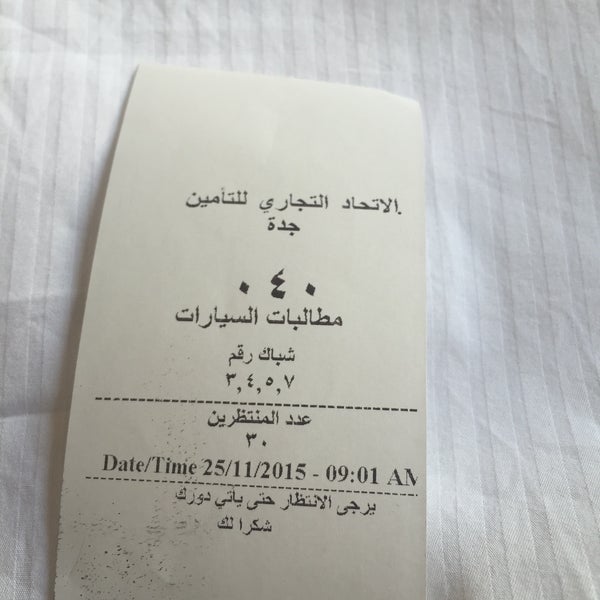 الاتحاد التجاري للتأمين.
جدة
٠٤٠
مطالبات السيارات
شباك رقم
٣,٤,٥,٧
عدد المنتظرين
٣٠
Date/Time 25/11/2015 - 09:01 AM
يرجى الانتظار حتى يأتي دورك
شكرا لك